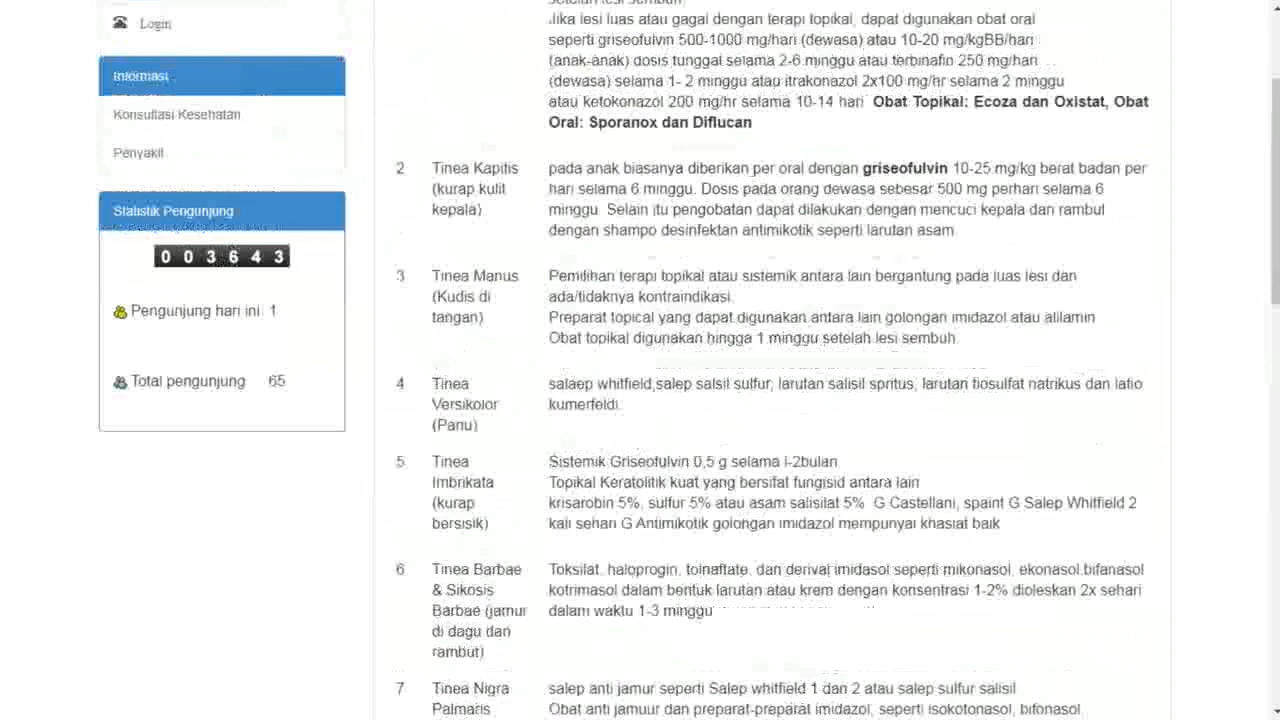 Login
Informasi
Konsultasi Kesehatan
Penyakit
Statistik Pengunjung
0 0 3 6 4 3
Pengunjung hari ini 1
Total pengunjung 65
setelah lesi sembuh.
Jika lesi luas atau gagal dengan terapi topikal, dapat digunakan obat oral
seperti griseofulvin 500-1000 mg/hari (dewasa) atau 10-20 mg/kgBB/hari
(anak-anak) dosis tunggal selama 2-6 minggu atau terbinafin 250 mg/hari
(dewasa) selama 1- 2 minggu atau itrakonazol 2x100 mg/hr selama 2 minggu
atau ketokonazol 200 mg/hr selama 10-14 hari Obat Topikal: Ecoza dan Oxistat, Obat
Oral: Sporanox dan Diflucan
2 Tinea Kapitis (kurap kulit kepala)
pada anak biasanya diberikan per oral dengan griseofulvin 10-25 mg/kg berat badan per
hari selama 6 minggu. Dosis pada orang dewasa sebesar 500 mg perhari selama 6
minggu. Selain itu pengobatan dapat dilakukan dengan mencuci kepala dan rambut
dengan shampo desinfektan antimikotik seperti larutan asam.
3 Tinea Manus (Kudis di tangan)
Pemilihan terapi topikal atau sistemik antara lain bergantung pada luas lesi dan
ada/tidaknya kontraindikasi.
Preparat topical yang dapat digunakan antara lain golongan imidazol atau alilamin
Obat topikal digunakan hingga 1 minggu setelah lesi sembuh.
4 Tinea Versikolor (Panu)
salaep whitfield,salep salsil sulfur, larutan salisil spritus, larutan tiosulfat natrikus dan latio
kumerfeldi.
5 Tinea Imbrikata (kurap bersisik)
Sistemik Griseofulvin 0,5 g selama l-2bulan
Topikal Keratolitik kuat yang bersifat fungisid antara lain
krisarobin 5%, sulfur 5% atau asam salisilat 5% G Castellani, spaint G Salep Whitfield 2
kali sehari G Antimikotik golongan imidazol mempunyai khasiat baik
6 Tinea Barbae & Sikosis Barbae (jamur di dagu dan rambut)
Toksilat, haloprogin, tolnaftate, dan derivat imidasol seperti mikonasol, ekonasol,bifanasol
kotrimasol dalam bentuk larutan atau krem dengan konsentrasi 1-2% dioleskan 2x sehari
dalam waktu 1-3 minggu
7 Tinea Nigra Palmaris
salep anti jamur seperti Salep whitfield 1 dan 2 atau salep sulfur salisil
Obat anti jamuur dan preparat-preparat imidazol, seperti isokotonasol, bifonasol,